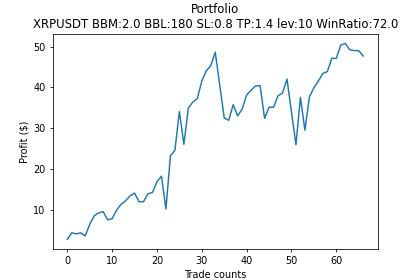 Portfolio
XRPUSDT BBM:2.0 BBL:180 SL:0.8 TP:1.4 lev:10 WinRatio:72.0
50
40
30
20
10
Profit ($)
0 10 20 30 40 50 60
Trade counts